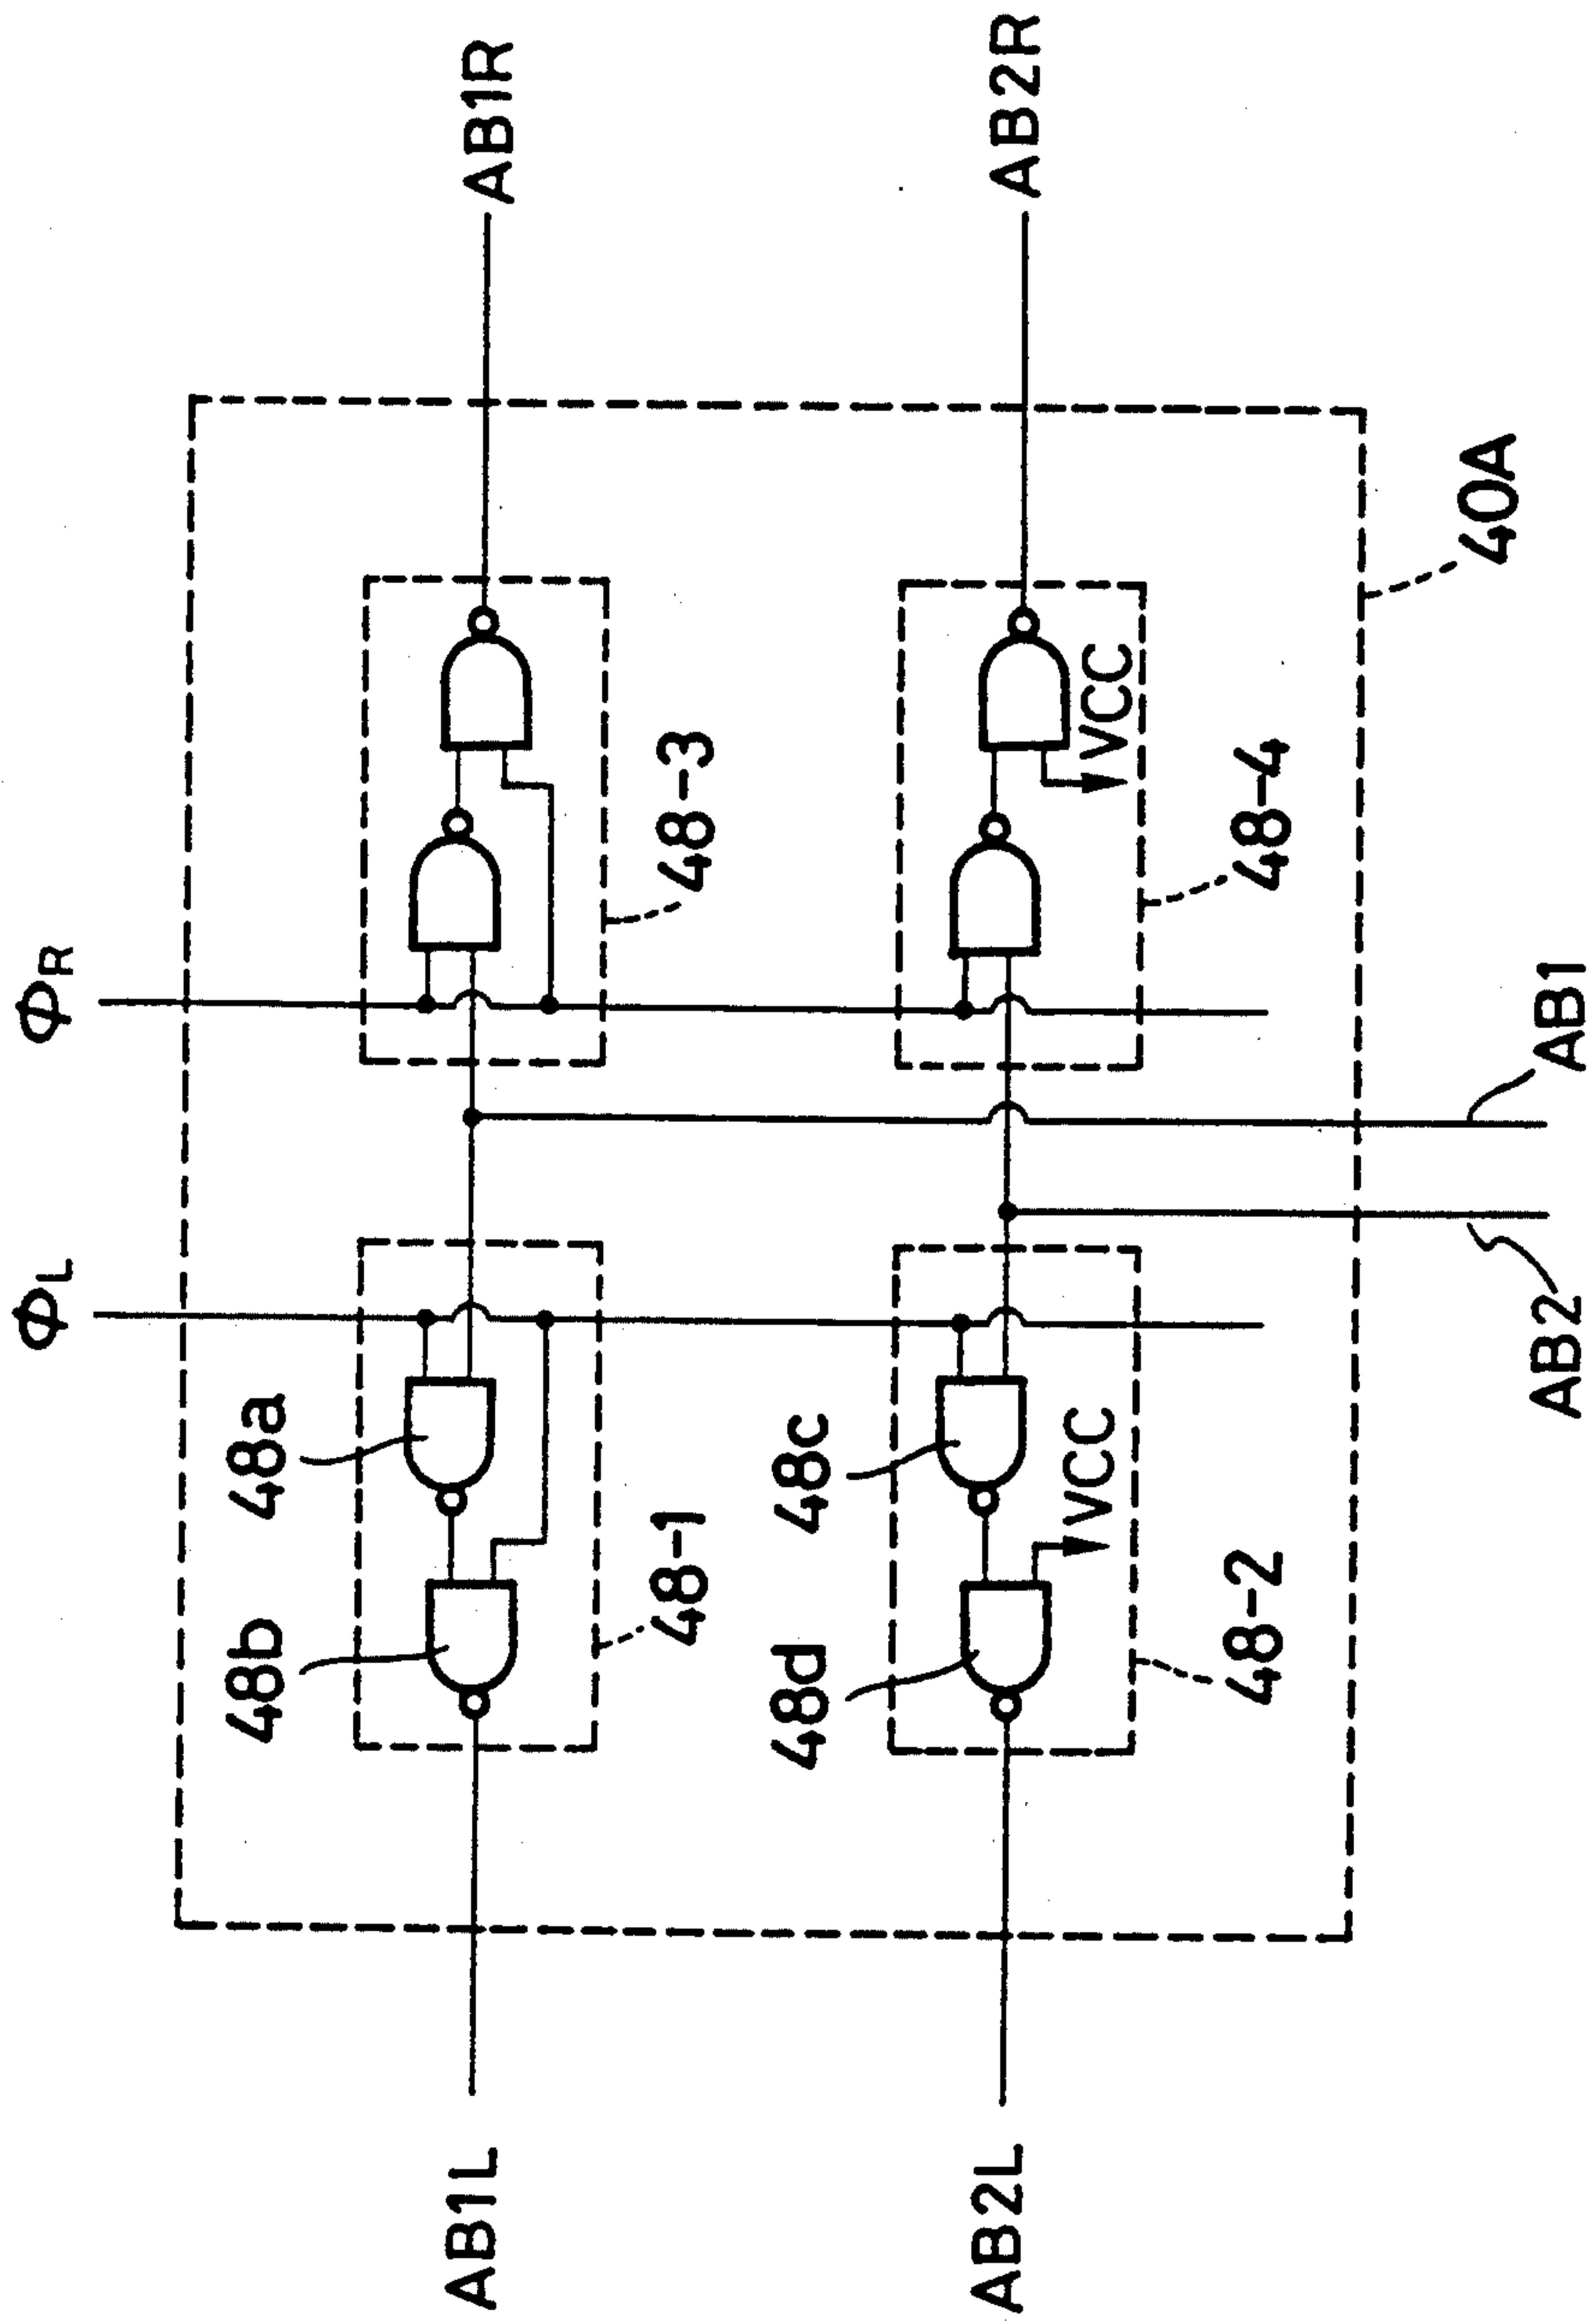 ΦL
ΦR
48b
48a
AB1L
AB1R
48-1
48-3
48d
48c
VCC
VCC
AB2L
AB2R
48-2
48-4
40A
AB2
AB1